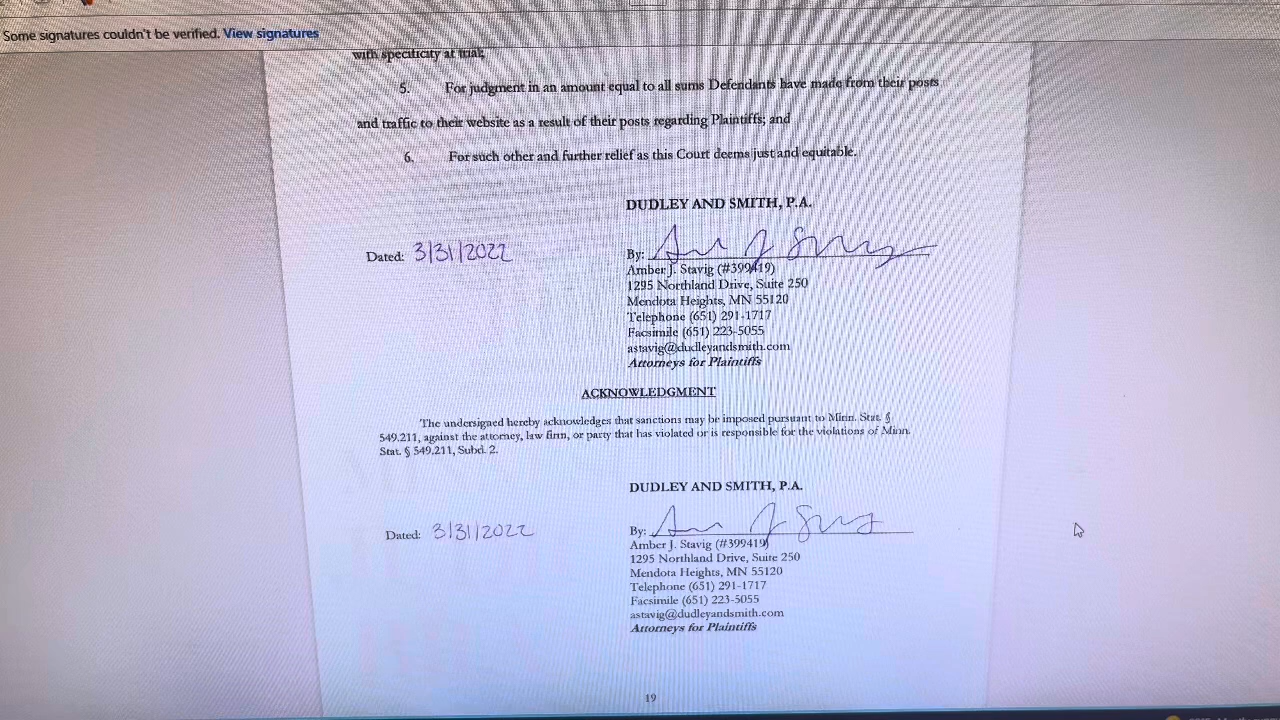 Some signatures couldn't be verified. View signatures
with specificity at trial;
5. For judgment in an amount equal to all sums Defendants have made from their posts
and traffic to their website as a result of their posts regarding Plaintiffs; and
6. For such other and further relief as this Court deems just and equitable.
DUDLEY AND SMITH, P.A.
Dated: 3/31/2022
By:
Amber J. Stavig (#399419)
1295 Northland Drive, Suite 250
Mendota Heights, MN 55120
Telephone (651) 291-1717
Facsimile (651) 223-5055
astavig@dudleyandsmith.com
Attorneys for Plaintiffs
ACKNOWLEDGMENT
The undersigned hereby acknowledges that sanctions may be imposed pursuant to Minn. Stat. §
549.211, against the attorney, law firm, or party that has violated or is responsible for the violations of Minn.
Stat. § 549.211, Subd. 2.
DUDLEY AND SMITH, P.A.
Dated: 3/31/2022
By:
Amber J. Stavig (#399419)
1295 Northland Drive, Suite 250
Mendota Heights, MN 55120
Telephone (651) 291-1717
Facsimile (651) 223-5055
astavig@dudleyandsmith.com
Attorneys for Plaintiffs
19